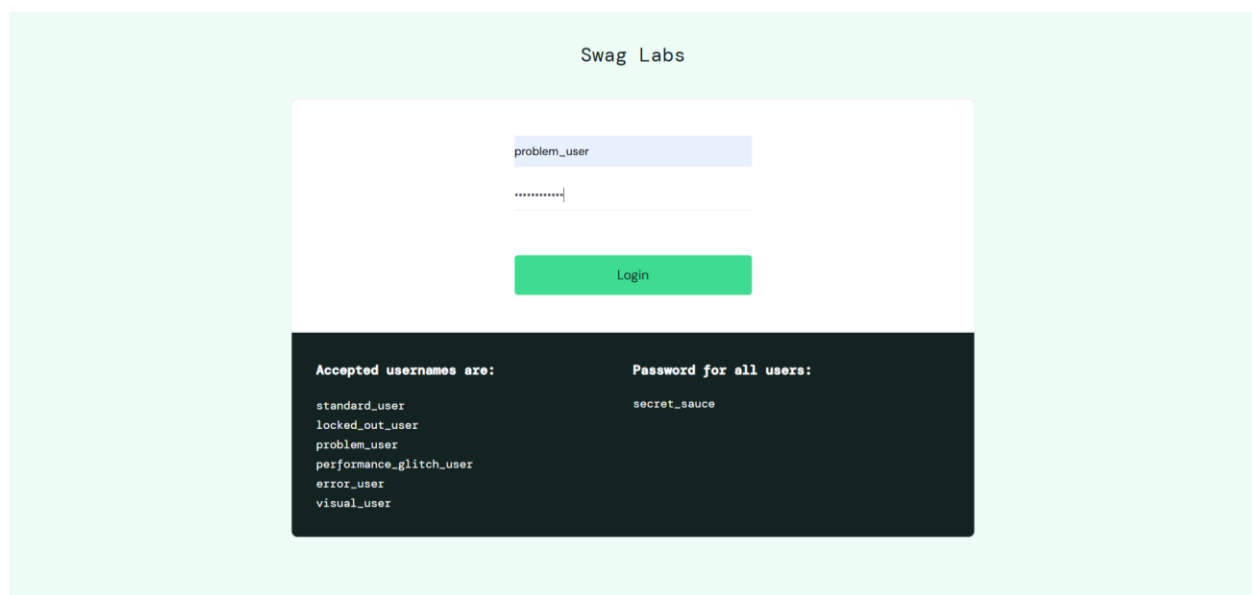 Swag Labs
problem_user
••••••••••••
Login
Accepted usernames are:
standard_user
locked_out_user
problem_user
performance_glitch_user
error_user
visual_user
Password for all users:
secret_sauce